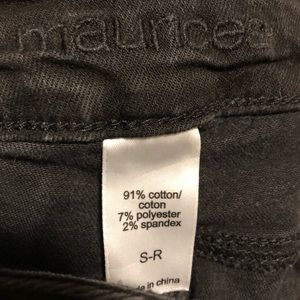 maurices
91% cotton/
coton
7% polyester
2% spandex
S-R
made in china